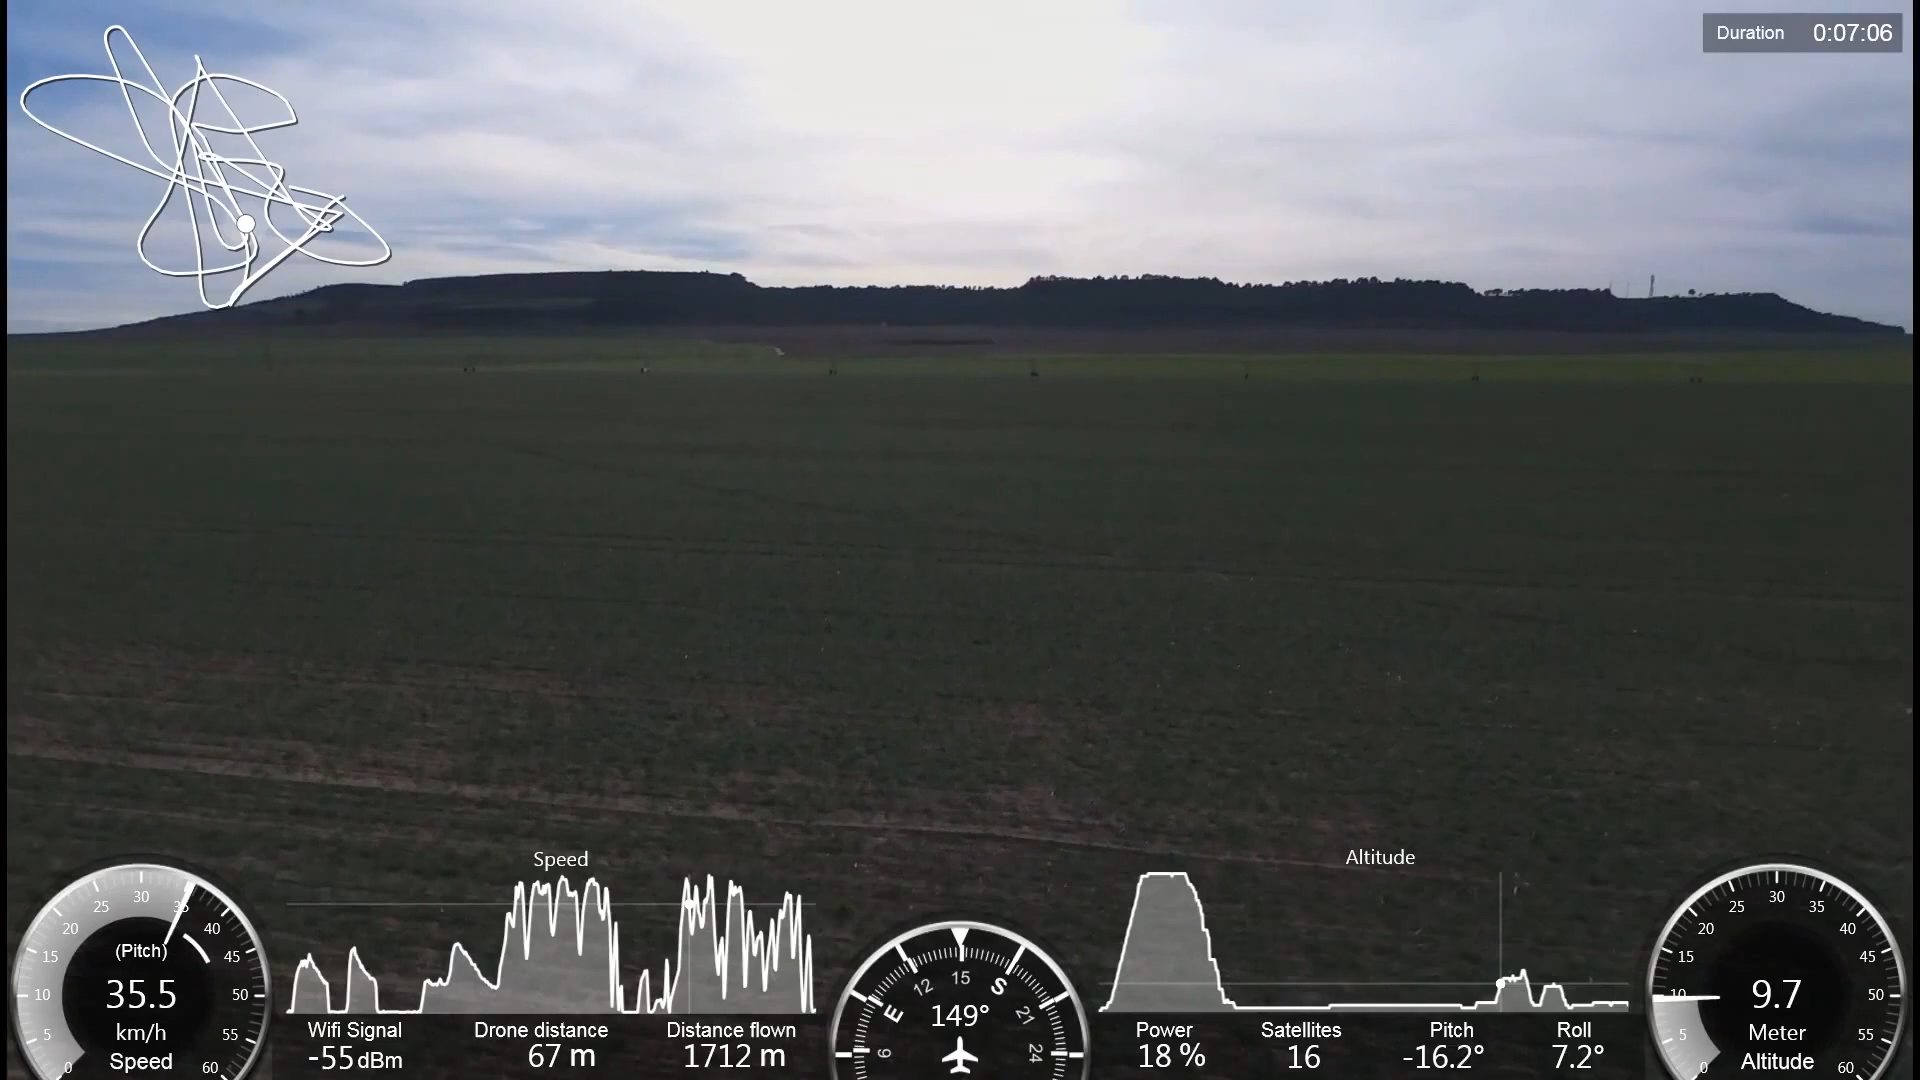 Duration 0:07:06
Speed
Altitude
0 5 10 15 20 25 30 35 40 45 50 55 60
(Pitch)
35.5
km/h
Speed
Wifi Signal Drone distance Distance flown
-55 dBm 67 m 1712 m
6 E 12 15 S 21 24
149°
Power Satellites Pitch Roll
18 % 16 -16.2° 7.2°
0 5 10 15 20 25 30 35 40 45 50 55 60
9.7
Meter
Altitude